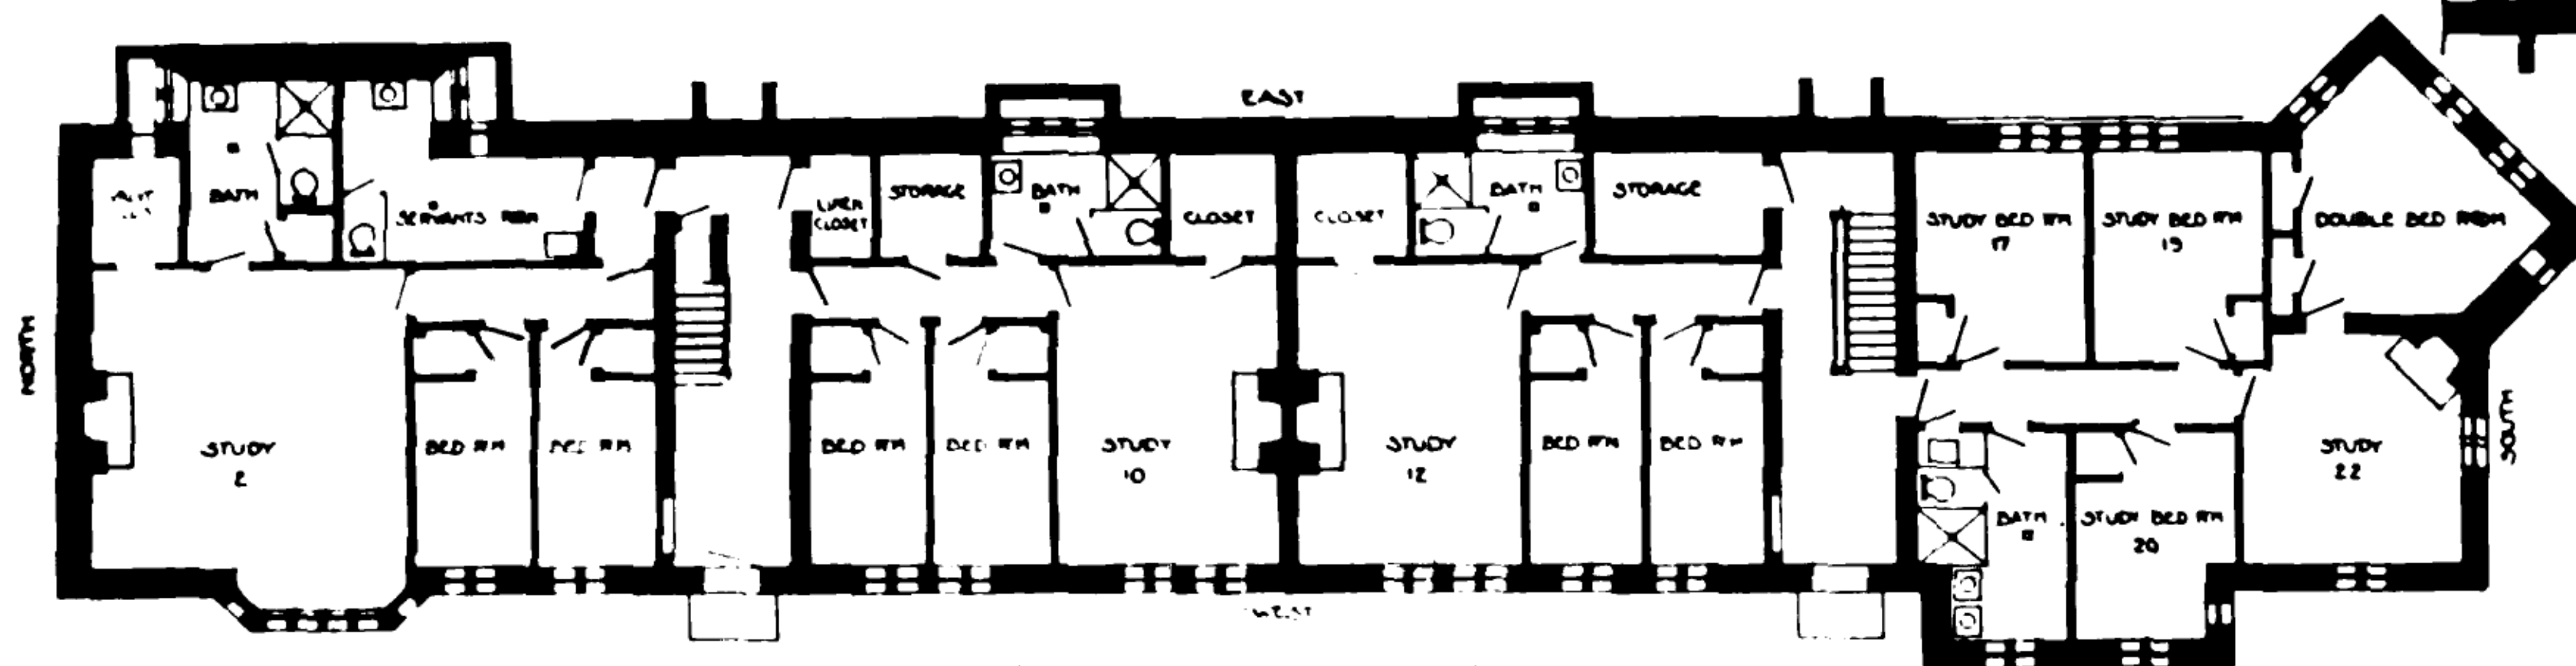 EAST
BATH
SERVANTS RM
LINEN
CLOSET
STORAGE
BATH
CLOSET
CLOSET
BATH
STORAGE
STUDY BED RM
17
STUDY BED RM
19
DOUBLE BED ROOM
NORTH
STUDY
2
BED RM
BED RM
BED RM
BED RM
STUDY
10
STUDY
12
BED RM
BED RM
BATH
STUDY BED RM
20
STUDY
22
SOUTH
WEST